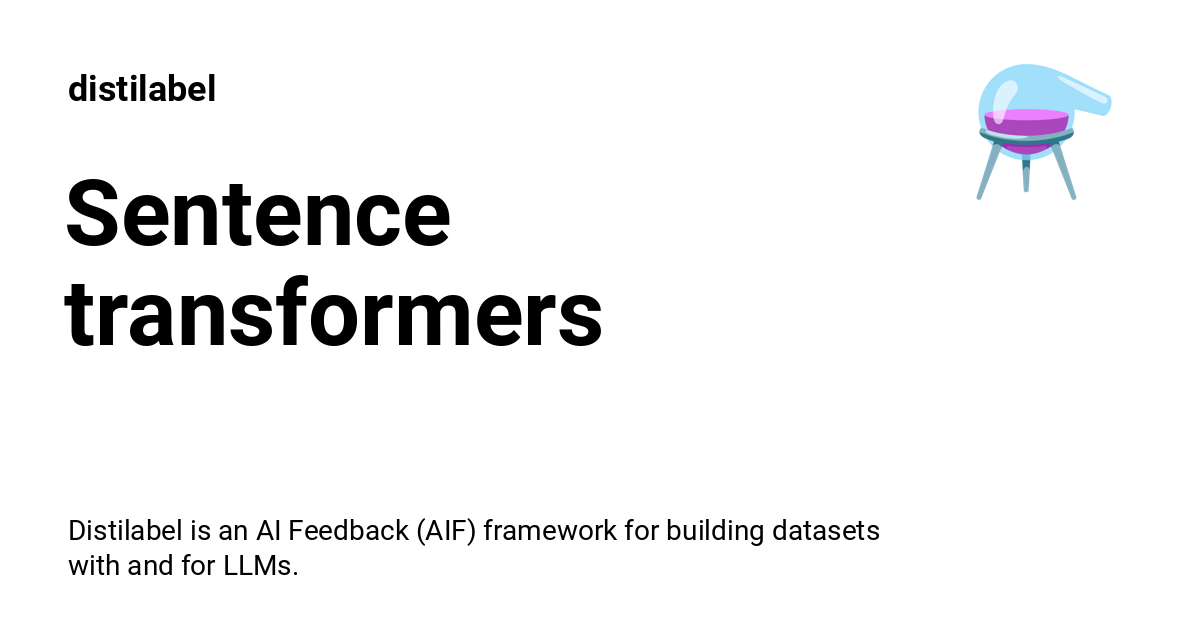 distilabel
Sentence
transformers
Distilabel is an AI Feedback (AIF) framework for building datasets
with and for LLMs.